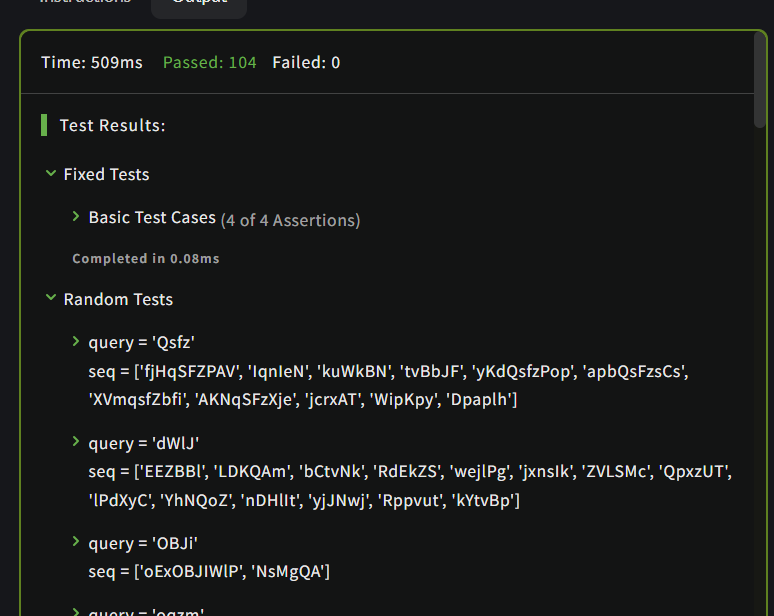 Instructions Output
Time: 509ms Passed: 104 Failed: 0
Test Results:
Fixed Tests
Basic Test Cases (4 of 4 Assertions)
Completed in 0.08ms
Random Tests
query = 'Qsfz'
seq = ['fjHqSFZPAV', 'IqnIeN', 'kuWkBN', 'tvBbJF', 'yKdQsfzPop', 'apbQsFzsCs',
'XVmqsfZbfi', 'AKNqSFzXje', 'jcrxAT', 'WipKpy', 'Dpaplh']
query = 'dWlJ'
seq = ['EEZBBl', 'LDKQAm', 'bCtvNk', 'RdEkZS', 'wejlPg', 'jxnsIk', 'ZVLSMc', 'QpxzUT',
'lPdXyC', 'YhNQoZ', 'nDHlIt', 'yjJNwj', 'Rppvut', 'kYtvBp']
query = 'OBJi'
seq = ['oExOBJIWlP', 'NsMgQA']
query = 'oqzm'